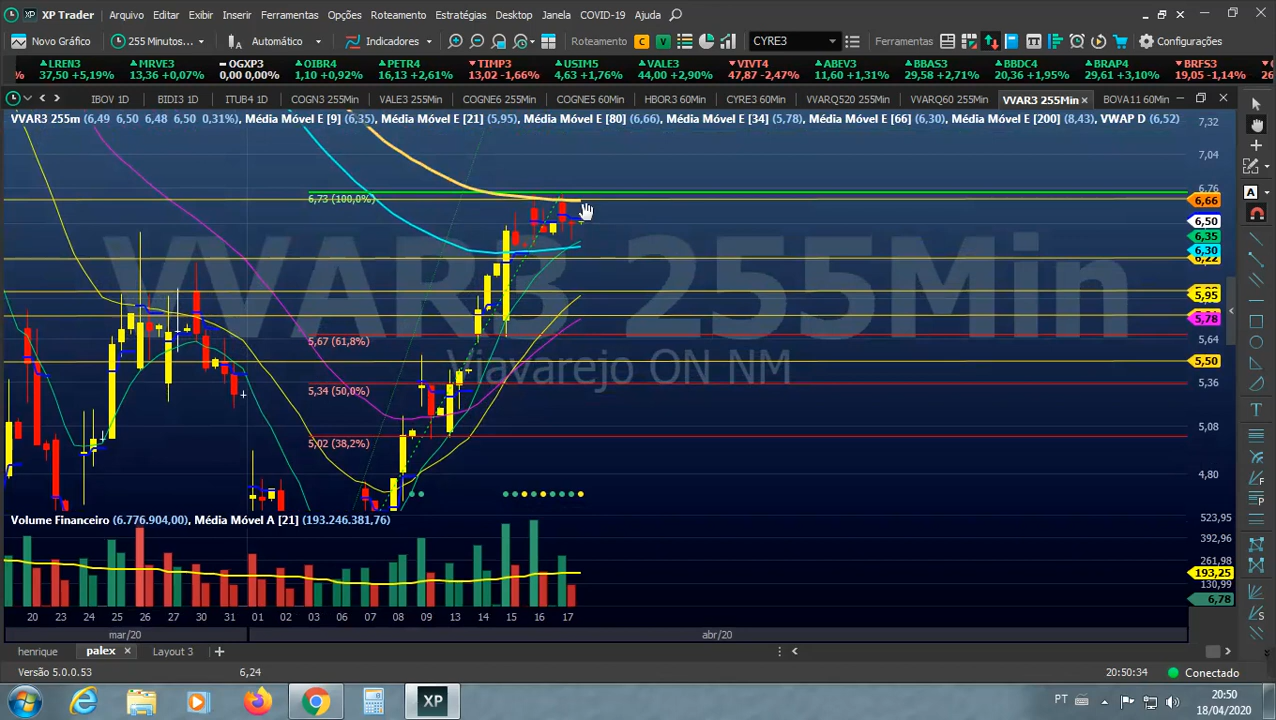 XP Trader Arquivo Editar Exibir Inserir Ferramentas Opções Roteamento Estratégias Desktop Janela COVID-19 Ajuda
Novo Gráfico 255 Minutos... Automático Indicadores Roteamento C V CYRE3 Ferramentas Configurações
LREN3 MRVE3 OGXP3 OIBR4 PETR4 TIMP3 USIM5 VALE3 VIVT4 ABEV3 BBAS3 BBDC4 BRAP4 BRFS3
37,50 +5,19% 13,36 +0,07% 0,00 0,00% 1,10 +0,92% 16,13 +2,61% 13,02 -1,66% 4,63 +1,76% 44,00 +2,90% 47,87 -2,47% 11,60 +1,31% 29,58 +2,71% 20,36 +1,95% 29,61 +3,10% 19,05 -1,14%
IBOV 1D BIDI3 1D ITUB4 1D COGN3 255Min VALE3 255Min COGNE6 255Min COGNE5 60Min HBOR3 60Min CYRE3 60Min VVARQ520 255Min VVARQ60 255Min VVAR3 255Min BOVA11 60Min
VVAR3 255m (6,49 6,50 6,48 6,50 0,31%), Média Móvel E [9] (6,35), Média Móvel E [21] (5,95), Média Móvel E [80] (6,66), Média Móvel E [34] (5,78), Média Móvel E [66] (6,30), Média Móvel E [200] (8,43), VWAP D (6,52)
7,32
7,04
6,76
6,73 (100,0%)
6,66
6,50
6,35
6,30
6,22
VVAR3 255Min
5,95
5,78
5,67 (61,8%)
5,64
Viavarejo ON NM
5,50
5,36
5,34 (50,0%)
5,08
5,02 (38,2%)
4,80
Volume Financeiro (6.776.904,00), Média Móvel A [21] (193.246.381,76)
523,95
392,96
261,98
193,25
130,99
6,78
20 23 24 25 26 27 30 31 01 02 03 06 07 08 09 13 14 15 16 17
mar/20 abr/20
henrique palex Layout 3
Versão 5.0.0.53 6,24 20:50:34 Conectado
PT 20:50
18/04/2020